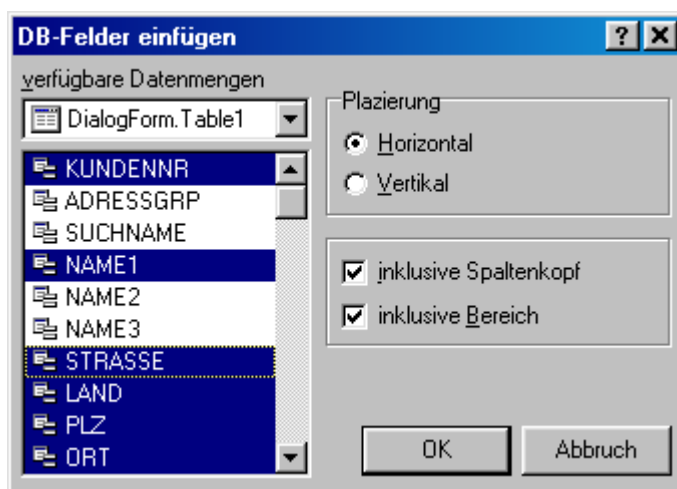 DB-Felder einfügen
verfügbare Datenmengen
DialogForm.Table1
KUNDENNR
ADRESSGRP
SUCHNAME
NAME1
NAME2
NAME3
STRASSE
LAND
PLZ
ORT
Plazierung
Horizontal
Vertikal
inklusive Spaltenkopf
inklusive Bereich
OK
Abbruch